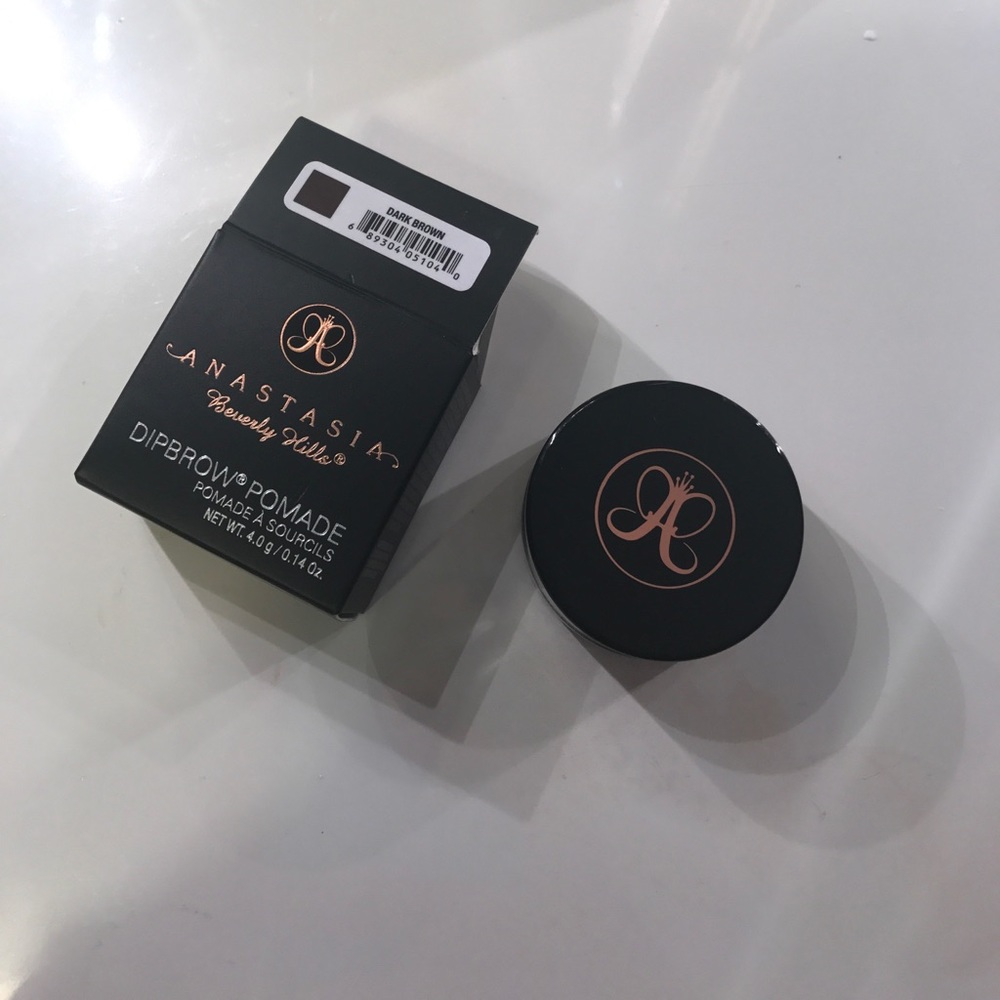 DARK BROWN
6 89304 05104 0
A
ANASTASIA
Beverly Hills®
DIPBROW® POMADE
POMADE À SOURCILS
NET WT. 4.0 g / 0.14 Oz.
A